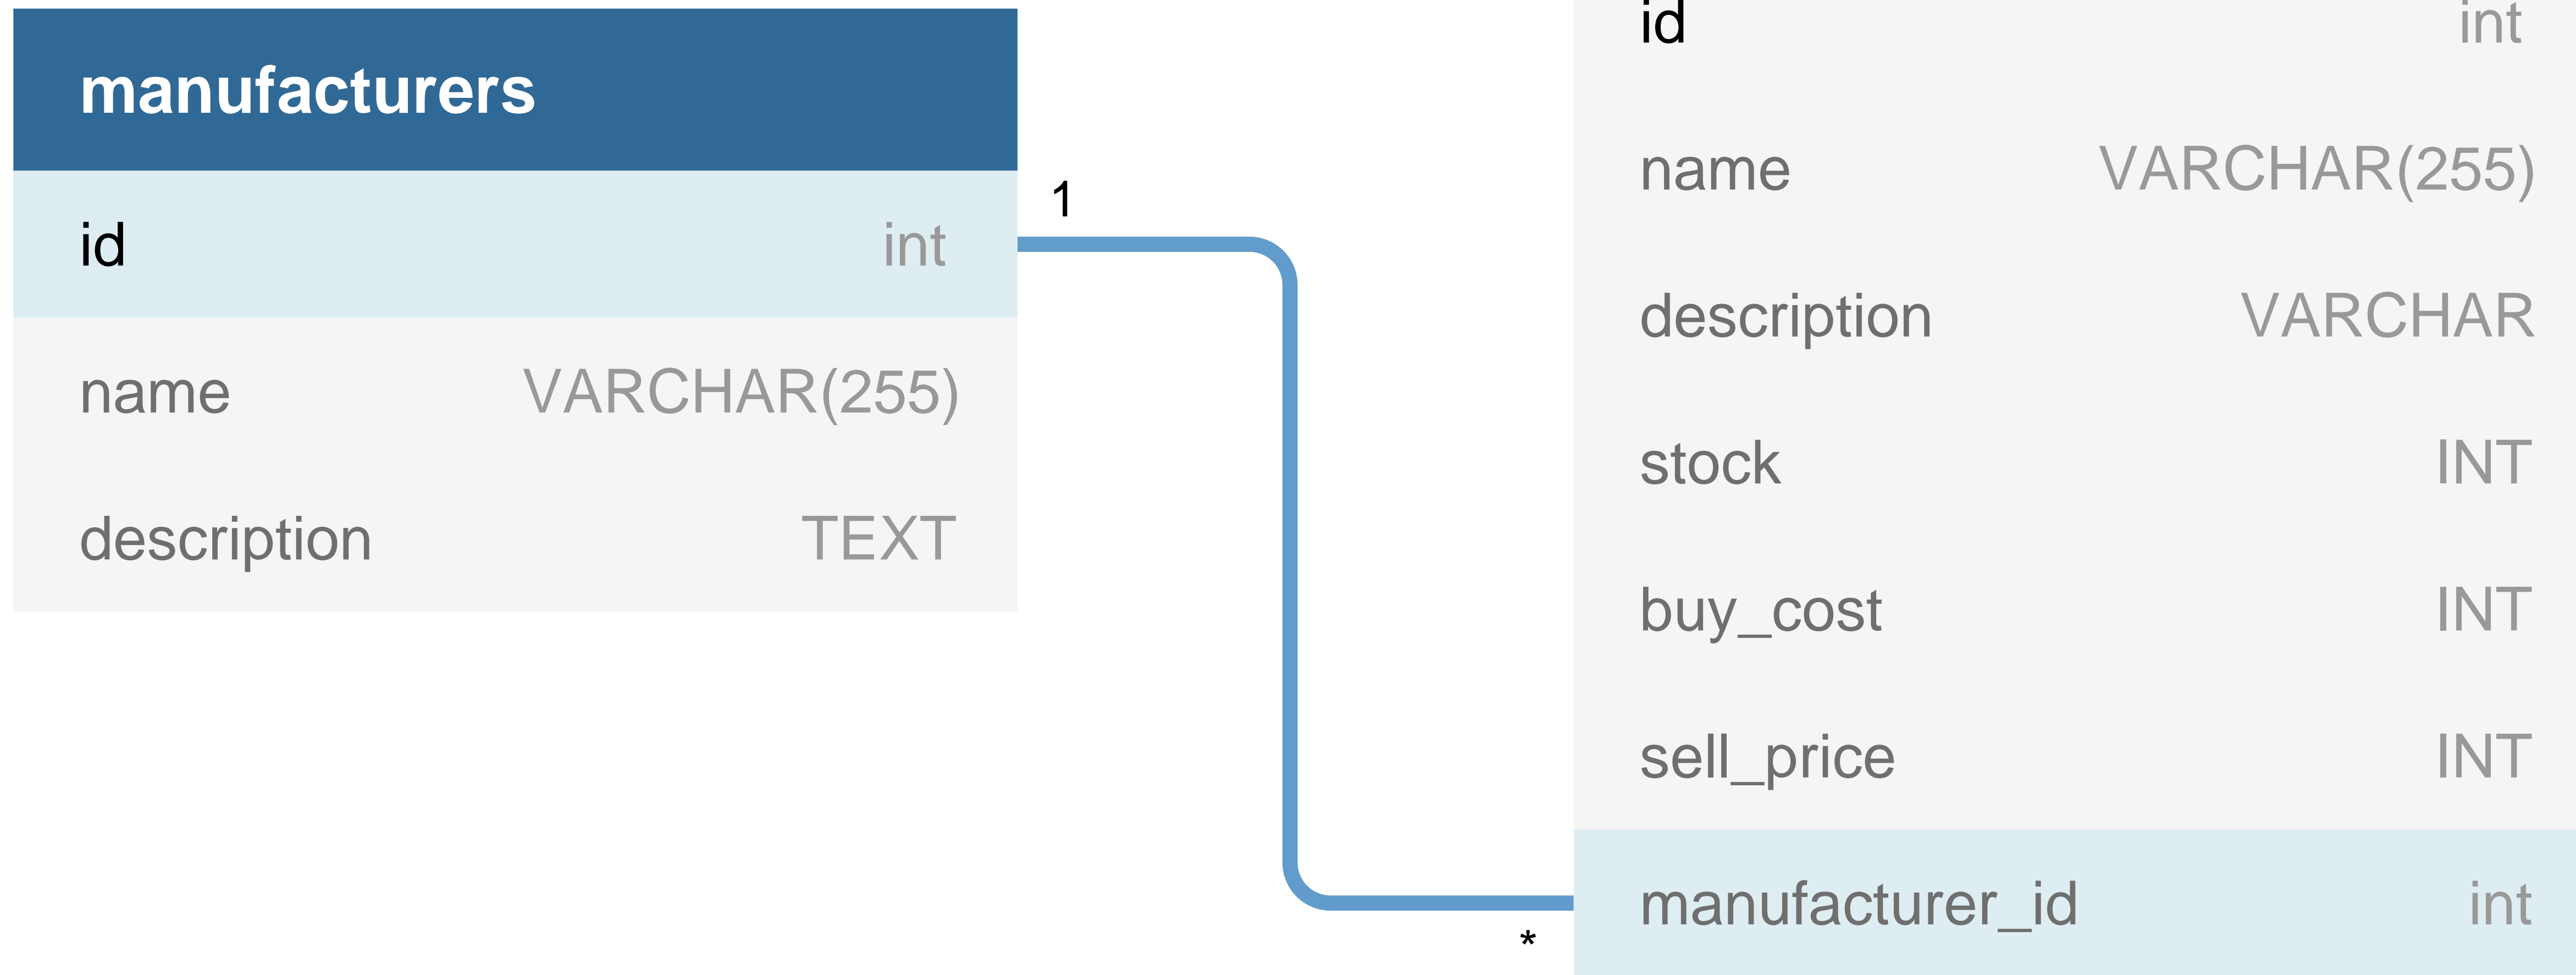 manufacturers
id int
name VARCHAR(255)
description TEXT
1
*
id int
name VARCHAR(255)
description VARCHAR
stock INT
buy_cost INT
sell_price INT
manufacturer_id int